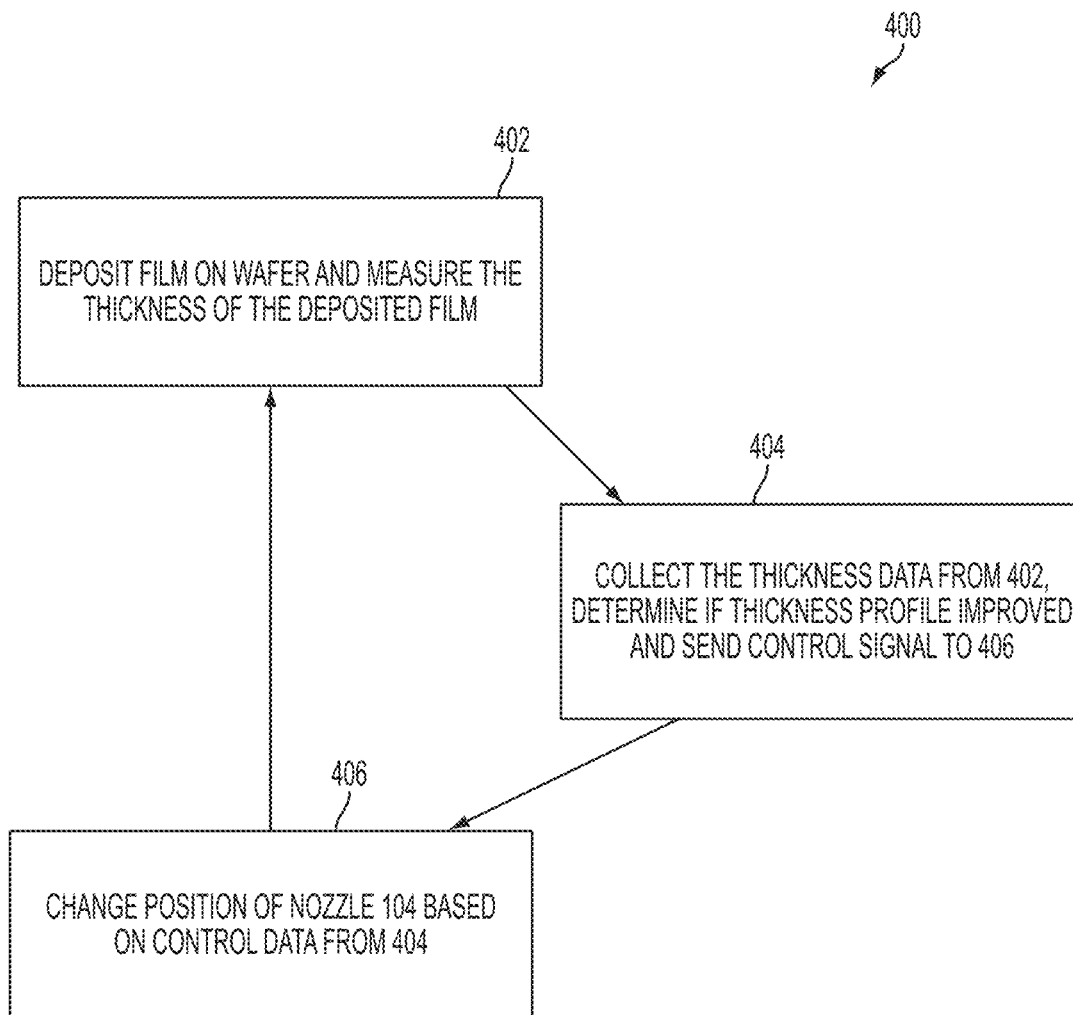 400
402
DEPOSIT FILM ON WAFER AND MEASURE THE
THICKNESS OF THE DEPOSITED FILM
404
COLLECT THE THICKNESS DATA FROM 402,
DETERMINE IF THICKNESS PROFILE IMPROVED
AND SEND CONTROL SIGNAL TO 406
406
CHANGE POSITION OF NOZZLE 104 BASED
ON CONTROL DATA FROM 404